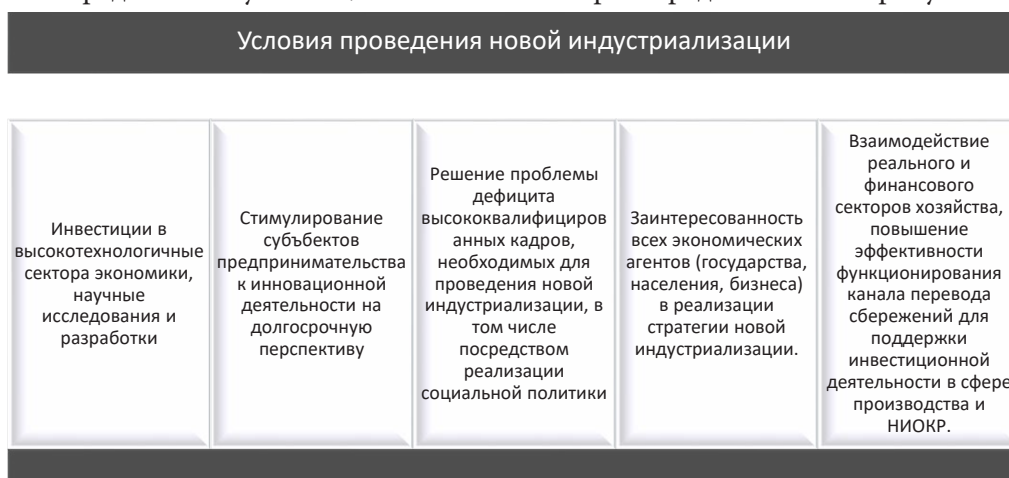 Условия проведения новой индустриализации
Инвестиции в
высокотехнологичные
сектора экономики,
научные
исследования и
разработки
Стимулирование
субъбектов
предпринимательства
к инновационной
деятельности на
долгосрочную
перспективу
Решение проблемы
дефицита
высококвалифициров
анных кадров,
необходимых для
проведения новой
индустриализации, в
том числе
посредством
реализации
социальной политики
Заинтересованность
всех экономических
агентов (государства,
населения, бизнеса)
в реализации
стратегии новой
индустриализации.
Взаимодействие
реального и
финансового
секторов хозяйства,
повышение
эффективности
функционирования
канала перевода
сбережений для
поддержки
инвестиционной
деятельности в сфере
производства и
НИОКР.